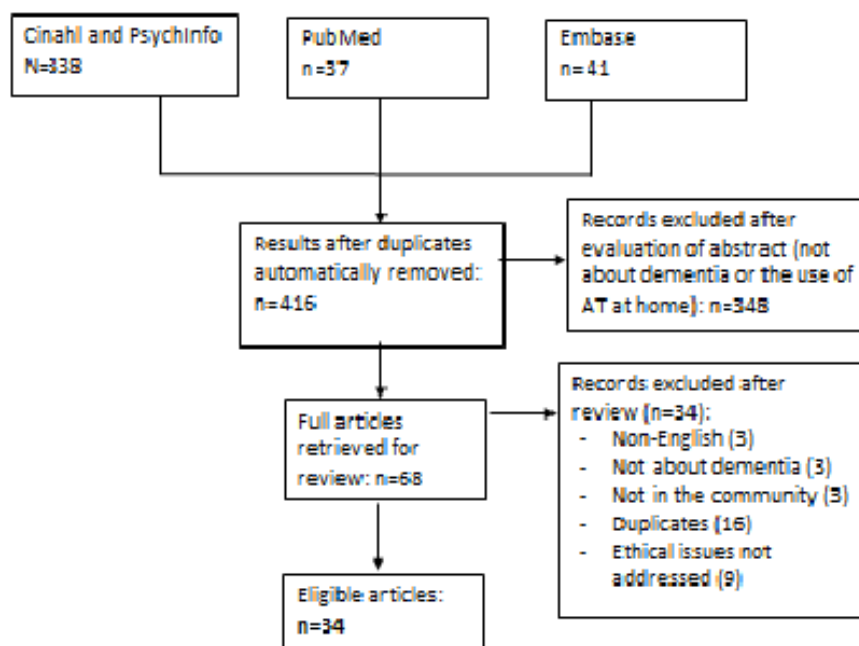 Cinahl and PsychInfo
N=338
PubMed
n=37
Embase
n=41
Results after duplicates
automatically removed:
n=416
Records excluded after
evaluation of abstract (not
about dementia or the use of
AT at home): n=348
Full articles
retrieved for
review: n=68
Records excluded after
review (n=34):
- Non-English (3)
- Not about dementia (3)
- Not in the community (3)
- Duplicates (16)
- Ethical issues not
addressed (9)
Eligible articles:
n=34